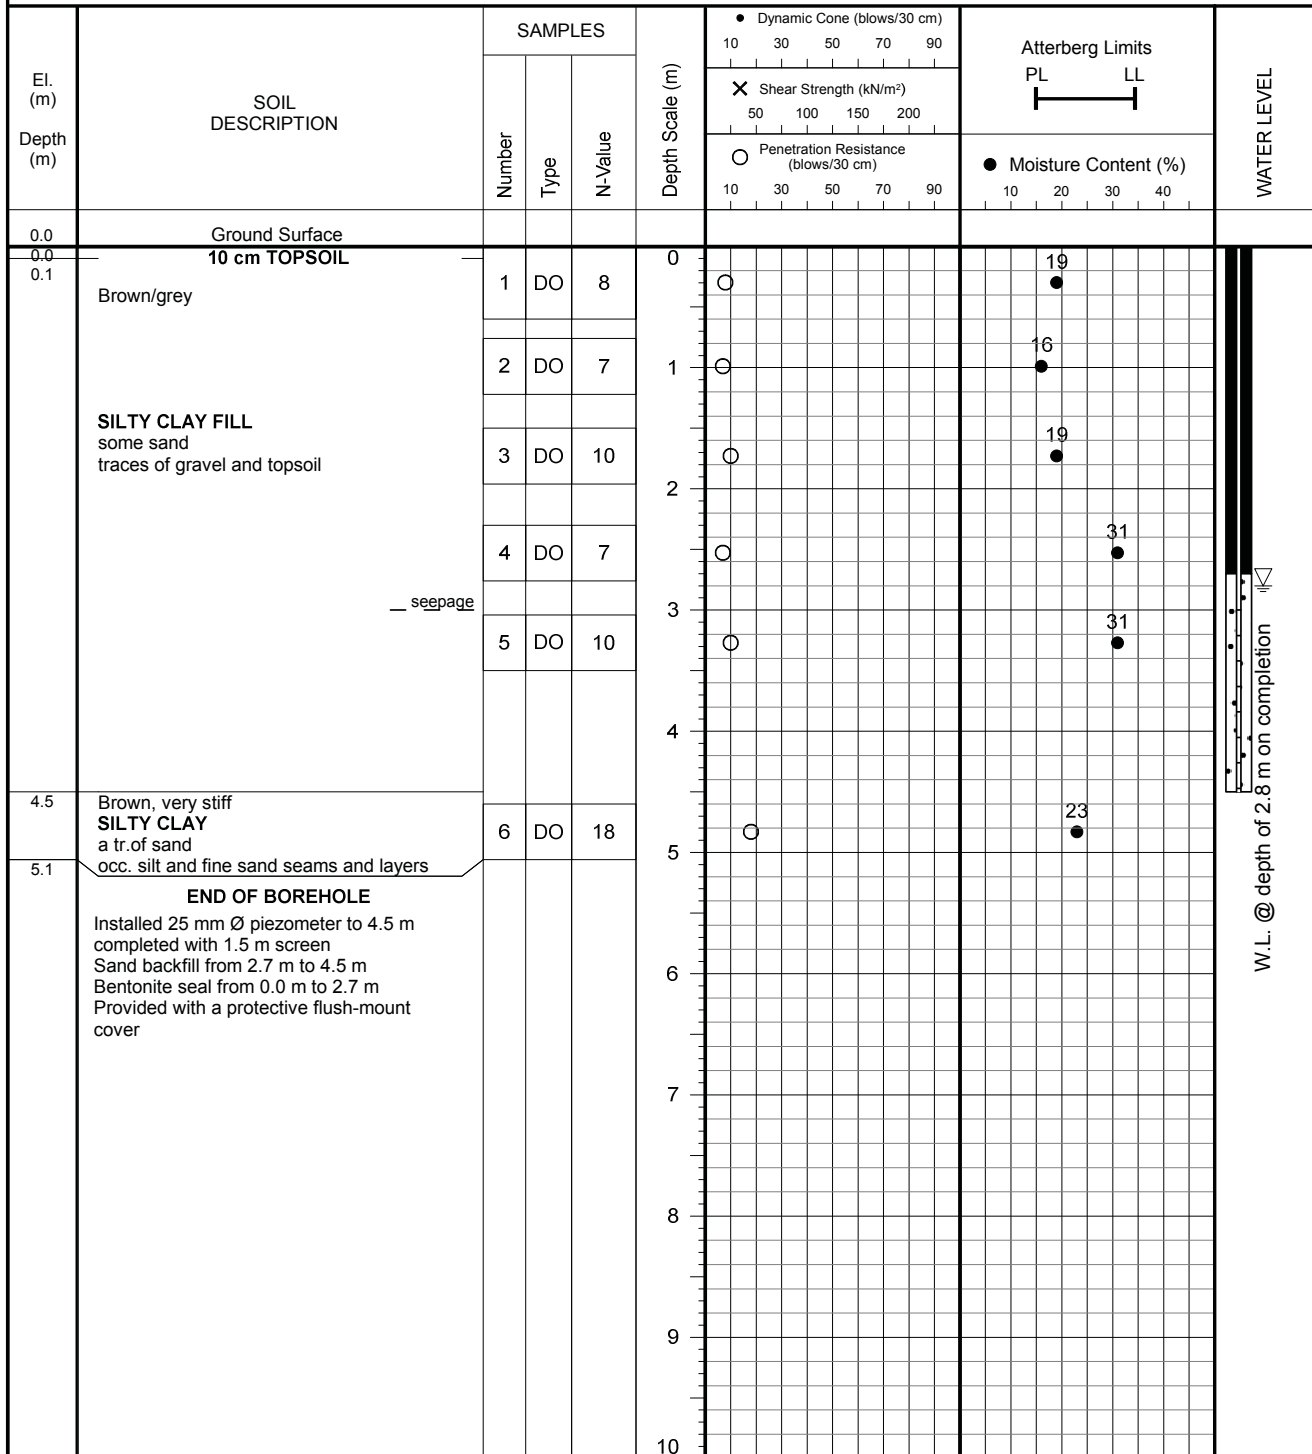 El.
(m)
Depth
(m)
SOIL
DESCRIPTION
SAMPLES
Number
Type
N-Value
Depth Scale (m)
Dynamic Cone (blows/30 cm)
10 30 50 70 90
Shear Strength (kN/m²)
50 100 150 200
Penetration Resistance
(blows/30 cm)
10 30 50 70 90
Atterberg Limits
PL LL
Moisture Content (%)
10 20 30 40
WATER LEVEL
0.0 Ground Surface
0.0 10 cm TOPSOIL
0.1
Brown/grey
SILTY CLAY FILL
some sand
traces of gravel and topsoil
seepage
4.5 Brown, very stiff
SILTY CLAY
a tr.of sand
occ. silt and fine sand seams and layers
5.1
END OF BOREHOLE
Installed 25 mm Ø piezometer to 4.5 m
completed with 1.5 m screen
Sand backfill from 2.7 m to 4.5 m
Bentonite seal from 0.0 m to 2.7 m
Provided with a protective flush-mount
cover
1 DO 8
2 DO 7
3 DO 10
4 DO 7
5 DO 10
6 DO 18
0
1
2
3
4
5
6
7
8
9
10
19
16
19
31
31
23
W.L. @ depth of 2.8 m on completion